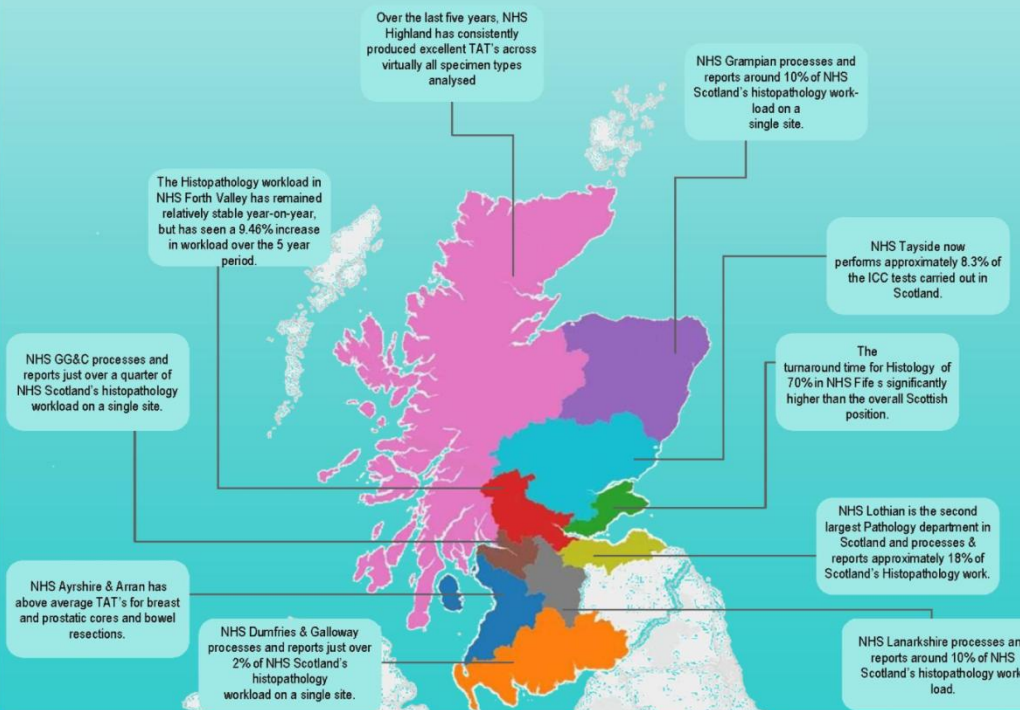 Over the last five years, NHS
Highland has consistently
produced excellent TAT's across
virtually all specimen types
analysed
NHS Grampian processes and
reports around 10% of NHS
Scotland's histopathology work-
load on a
single site.
The Histopathology workload in
NHS Forth Valley has remained
relatively stable year-on-year,
but has seen a 9.46% increase
in workload over the 5 year
period.
NHS Tayside now
performs approximately 8.3% of
the ICC tests carried out in
Scotland.
NHS GG&C processes and
reports just over a quarter of
NHS Scotland's histopathology
workload on a single site.
The
turnaround time for Histology of
70% in NHS Fife s significantly
higher than the overall Scottish
position.
NHS Lothian is the second
largest Pathology department in
Scotland and processes &
reports approximately 18% of
Scotland's Histopathology work.
NHS Ayrshire & Arran has
above average TAT's for breast
and prostatic cores and bowel
resections.
NHS Dumfries & Galloway
processes and reports just over
2% of NHS Scotland's
histopathology
workload on a single site.
NHS Lanarkshire processes an
reports around 10% of NHS
Scotland's histopathology work
load.